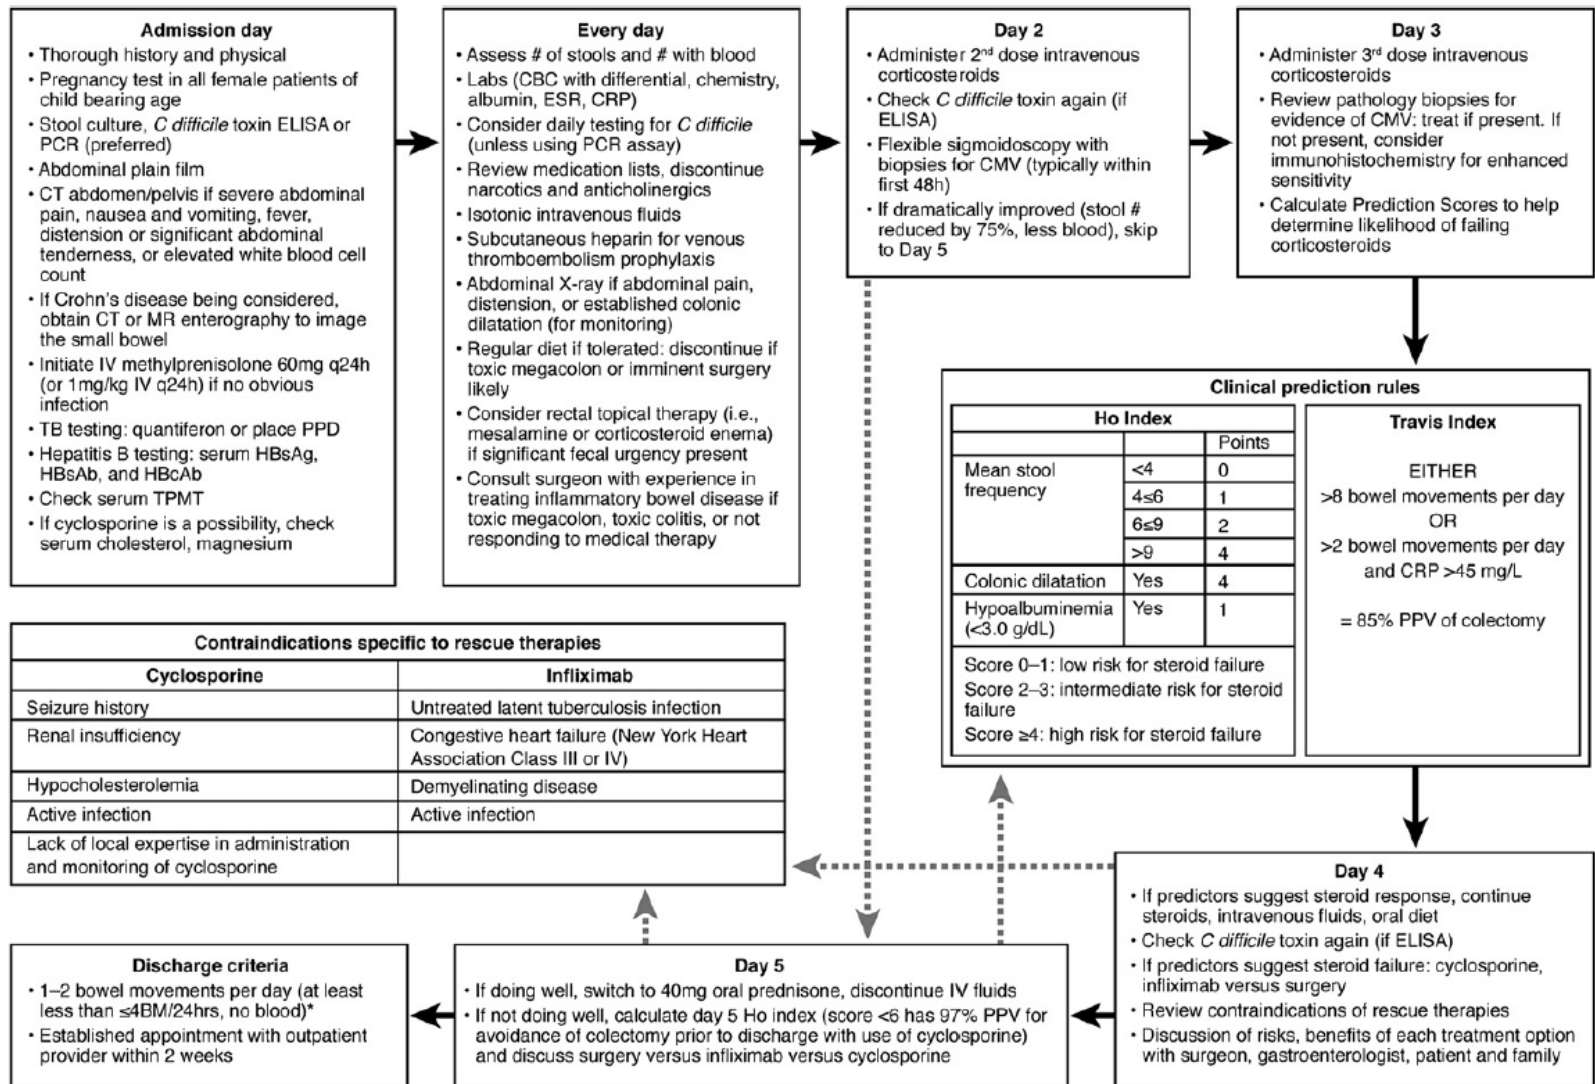 Admission day
• Thorough history and physical
• Pregnancy test in all female patients of
child bearing age
• Stool culture, C difficile toxin ELISA or
PCR (preferred)
• Abdominal plain film
• CT abdomen/pelvis if severe abdominal
pain, nausea and vomiting, fever,
distension or significant abdominal
tenderness, or elevated white blood cell
count
• If Crohn's disease being considered,
obtain CT or MR enterography to image
the small bowel
• Initiate IV methylprenisolone 60mg q24h
(or 1mg/kg IV q24h) if no obvious
infection
• TB testing: quantiferon or place PPD
• Hepatitis B testing: serum HBsAg,
HBsAb, and HBcAb
• Check serum TPMT
• If cyclosporine is a possibility, check
serum cholesterol, magnesium
Every day
• Assess # of stools and # with blood
• Labs (CBC with differential, chemistry,
albumin, ESR, CRP)
• Consider daily testing for C difficile
(unless using PCR assay)
• Review medication lists, discontinue
narcotics and anticholinergics
• Isotonic intravenous fluids
• Subcutaneous heparin for venous
thromboembolism prophylaxis
• Abdominal X-ray if abdominal pain,
distension, or established colonic
dilatation (for monitoring)
• Regular diet if tolerated: discontinue if
toxic megacolon or imminent surgery
likely
• Consider rectal topical therapy (i.e.,
mesalamine or corticosteroid enema)
if significant fecal urgency present
• Consult surgeon with experience in
treating inflammatory bowel disease if
toxic megacolon, toxic colitis, or not
responding to medical therapy
Day 2
• Administer 2nd dose intravenous
corticosteroids
• Check C difficile toxin again (if
ELISA)
• Flexible sigmoidoscopy with
biopsies for CMV (typically within
first 48h)
• If dramatically improved (stool #
reduced by 75%, less blood), skip
to Day 5
Day 3
• Administer 3rd dose intravenous
corticosteroids
• Review pathology biopsies for
evidence of CMV: treat if present. If
not present, consider
immunohistochemistry for enhanced
sensitivity
• Calculate Prediction Scores to help
determine likelihood of failing
corticosteroids
Clinical prediction rules
Ho Index
Points
Mean stool
frequency
<4 0
4≤6 1
6≤9 2
>9 4
Colonic dilatation Yes 4
Hypoalbuminemia Yes 1
(<3.0 g/dL)
Score 0–1: low risk for steroid failure
Score 2–3: intermediate risk for steroid
failure
Score ≥4: high risk for steroid failure
Travis Index
EITHER
>8 bowel movements per day
OR
>2 bowel movements per day
and CRP >45 mg/L
= 85% PPV of colectomy
Contraindications specific to rescue therapies
Cyclosporine Infliximab
Seizure history Untreated latent tuberculosis infection
Renal insufficiency Congestive heart failure (New York Heart
Association Class III or IV)
Hypocholesterolemia Demyelinating disease
Active infection Active infection
Lack of local expertise in administration
and monitoring of cyclosporine
Day 4
• If predictors suggest steroid response, continue
steroids, intravenous fluids, oral diet
• Check C difficile toxin again (if ELISA)
• If predictors suggest steroid failure: cyclosporine,
infliximab versus surgery
• Review contraindications of rescue therapies
• Discussion of risks, benefits of each treatment option
with surgeon, gastroenterologist, patient and family
Day 5
• If doing well, switch to 40mg oral prednisone, discontinue IV fluids
• If not doing well, calculate day 5 Ho index (score <6 has 97% PPV for
avoidance of colectomy prior to discharge with use of cyclosporine)
and discuss surgery versus infliximab versus cyclosporine
Discharge criteria
• 1–2 bowel movements per day (at least
less than ≤4BM/24hrs, no blood)*
• Established appointment with outpatient
provider within 2 weeks